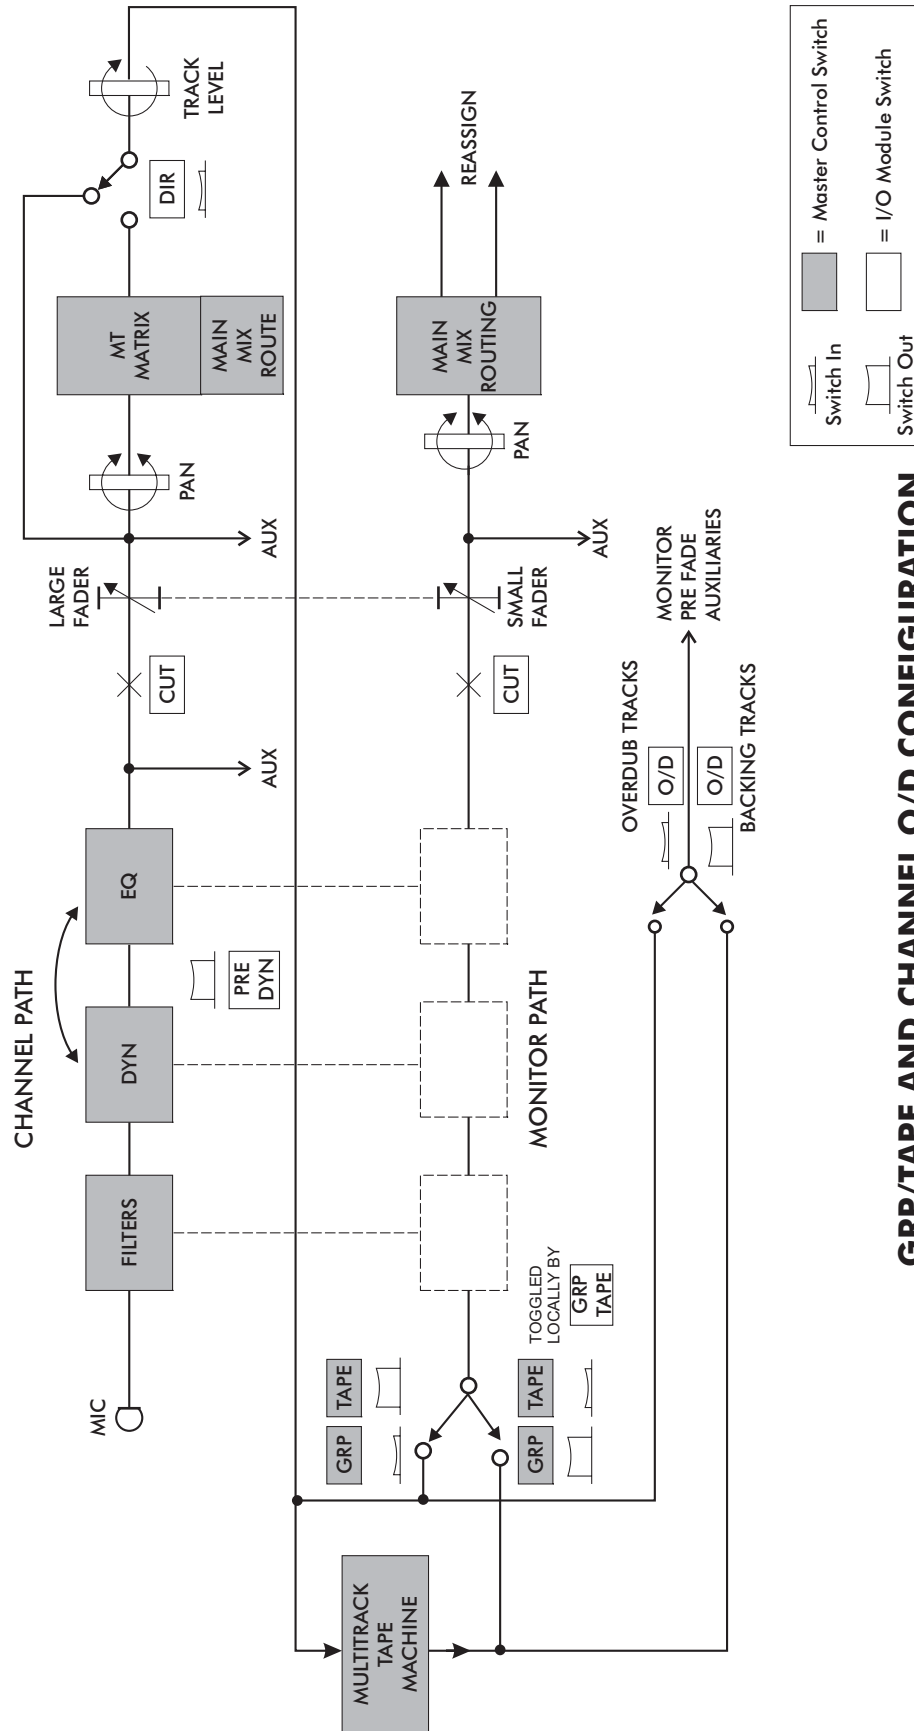 CHANNEL PATH
MIC
FILTERS
DYN
PRE
DYN
EQ
AUX
CUT
LARGE
FADER
AUX
PAN
MT
MATRIX
MAIN
MIX
ROUTE
DIR
TRACK
LEVEL
MULTITRACK
TAPE
MACHINE
GRP
TAPE
GRP
TAPE
TOGGLED
LOCALLY BY
GRP
TAPE
MONITOR PATH
CUT
SMALL
FADER
AUX
PAN
MAIN
MIX
ROUTING
REASSIGN
OVERDUB TRACKS
O/D
O/D
BACKING TRACKS
MONITOR
PRE FADE
AUXILIARIES
Switch In
= Master Control Switch
Switch Out
= I/O Module Switch
GRP/TAPE AND CHANNEL O/D CONFIGURATION